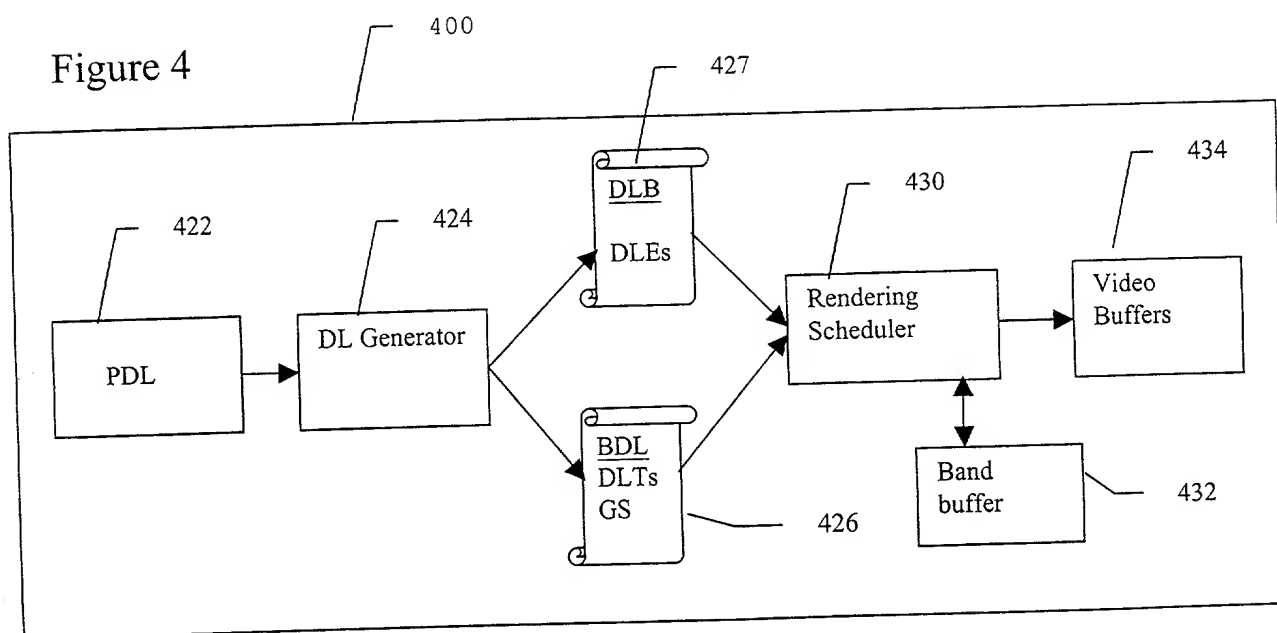 Figure 4
400
427
434
430
422
424
DLB
DLEs
PDL
DL Generator
Rendering
Scheduler
Video
Buffers
BDL
DLTs
GS
426
Band
buffer
432